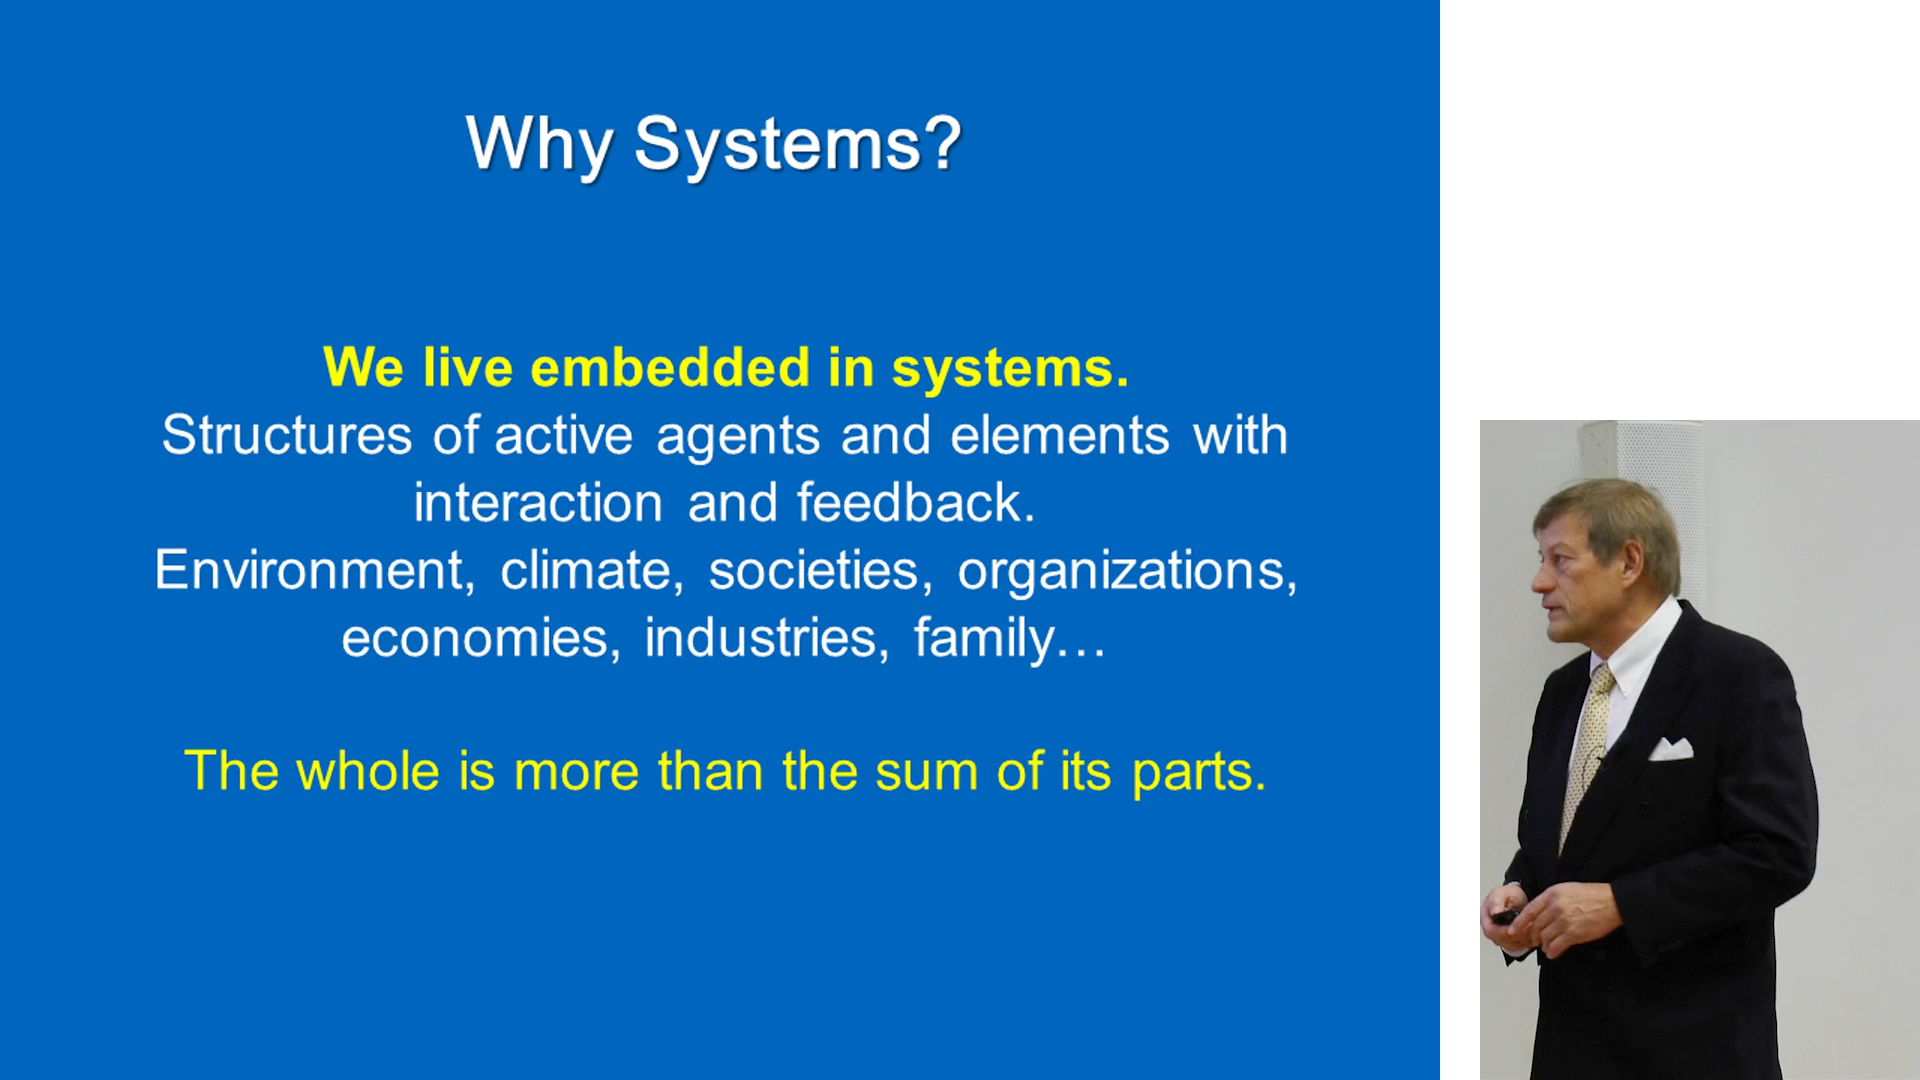 Why Systems?
We live embedded in systems.
Structures of active agents and elements with
interaction and feedback.
Environment, climate, societies, organizations,
economies, industries, family…
The whole is more than the sum of its parts.